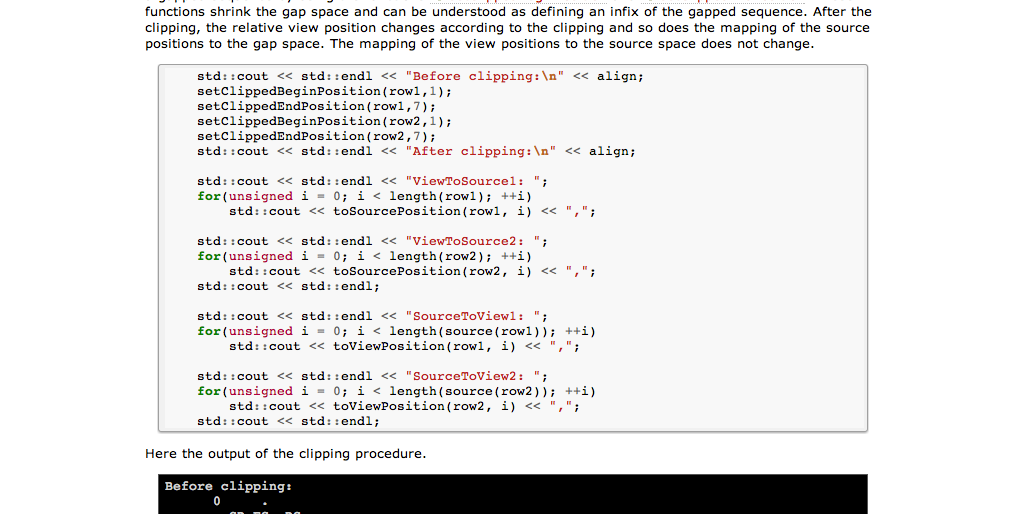 functions shrink the gap space and can be understood as defining an infix of the gapped sequence. After the
clipping, the relative view position changes according to the clipping and so does the mapping of the source
positions to the gap space. The mapping of the view positions to the source space does not change.
std::cout << std::endl << "Before clipping:\n" << align;
setClippedBeginPosition(row1,1);
setClippedEndPosition(row1,7);
setClippedBeginPosition(row2,1);
setClippedEndPosition(row2,7);
std::cout << std::endl << "After clipping:\n" << align;
std::cout << std::endl << "ViewToSource1: ";
for(unsigned i = 0; i < length(row1); ++i)
std::cout << toSourcePosition(row1, i) << ",";
std::cout << std::endl << "ViewToSource2: ";
for(unsigned i = 0; i < length(row2); ++i)
std::cout << toSourcePosition(row2, i) << ",";
std::cout << std::endl;
std::cout << std::endl << "SourceToView1: ";
for(unsigned i = 0; i < length(source(row1)); ++i)
std::cout << toViewPosition(row1, i) << ",";
std::cout << std::endl << "SourceToView2: ";
for(unsigned i = 0; i < length(source(row2)); ++i)
std::cout << toViewPosition(row2, i) << ",";
std::cout << std::endl;
Here the output of the clipping procedure.
Before clipping:
0 .